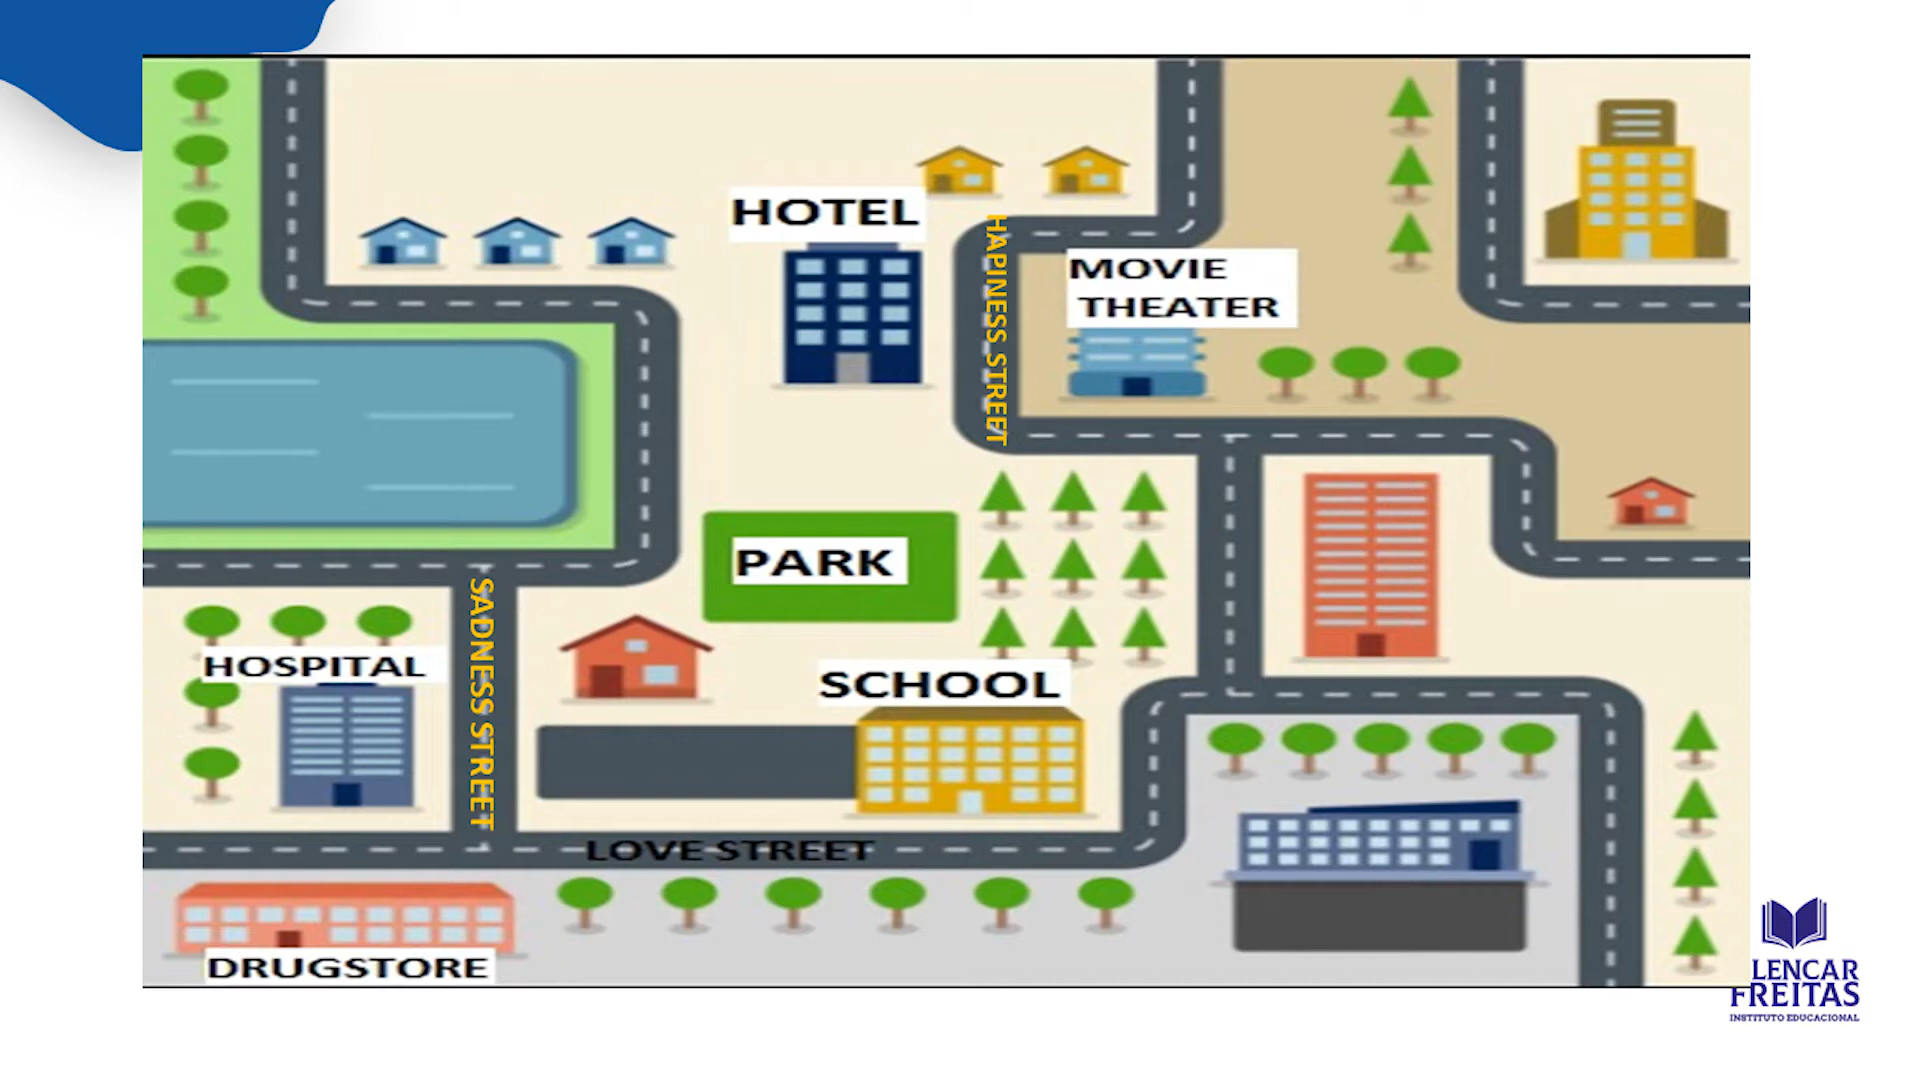 HOTEL
HAPINESS STREET
MOVIE
THEATER
PARK
SADNESS STREET
HOSPITAL
SCHOOL
LOVE STREET
DRUGSTORE
LENCAR
FREITAS
INSTITUTO EDUCACIONAL